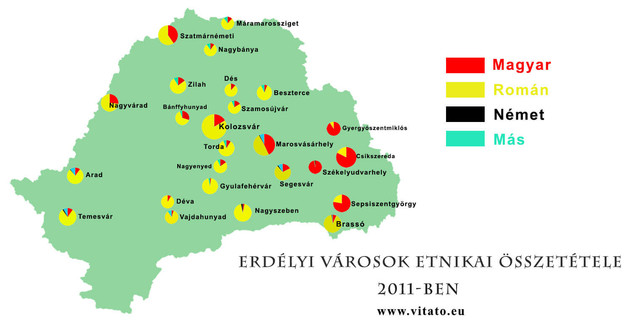 Máramarossziget
Szatmárnémeti
Nagybánya
Magyar
Román
Német
Más
Zilah
Dés
Beszterce
Nagyvárad
Bánffyhunyad
Szamosújvár
Kolozsvár
Gyergyószentmiklós
Torda
Marosvásárhely
Csíkszereda
Nagyenyed
Székelyudvarhely
Arad
Segesvár
Gyulafehérvár
Déva
Sepsiszentgyörgy
Temesvár
Vajdahunyad
Nagyszeben
Brassó
ERDÉLYI VÁROSOK ETNIKAI ÖSSZETÉTELE
2011-BEN
www.vitato.eu